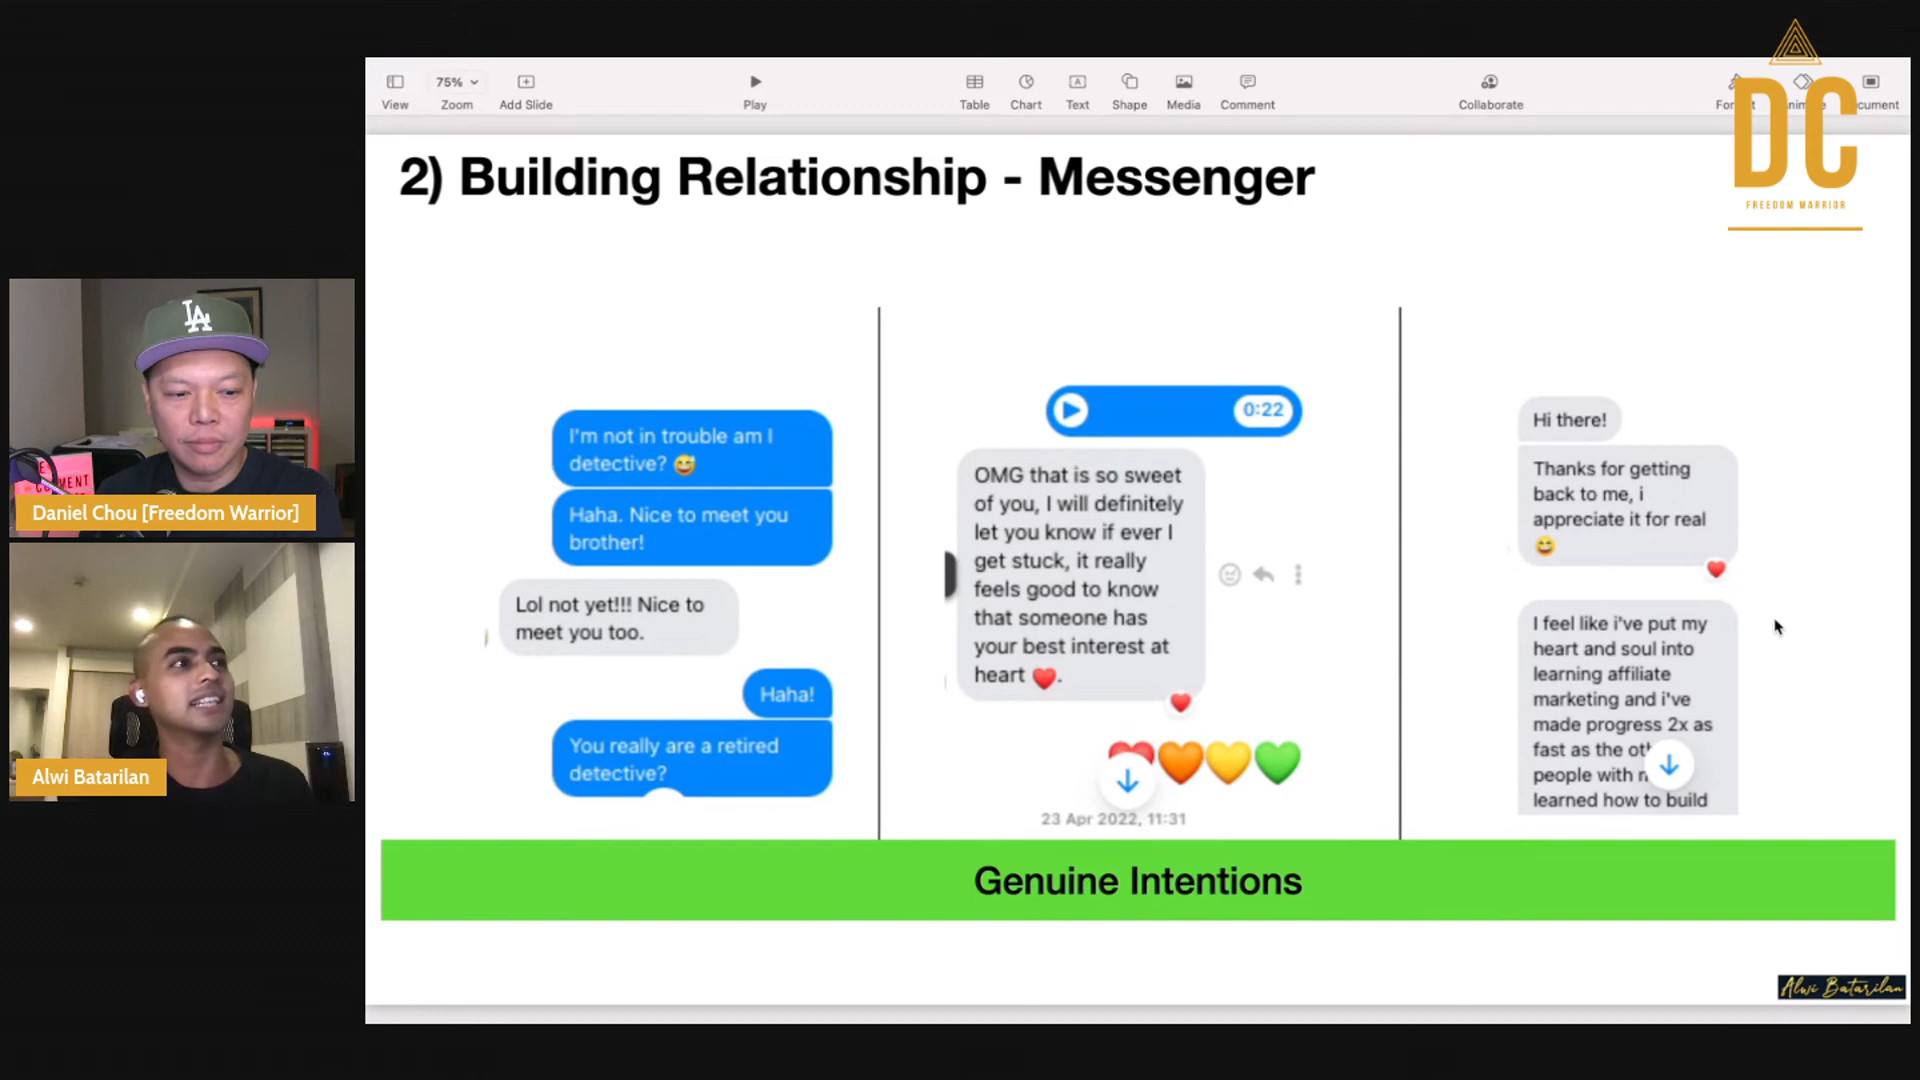 75%
View
Zoom
Add Slide
Play
Table
Chart
Text
Shape
Media
Comment
Collaborate
DC
FREEDOM WARRIOR
2) Building Relationship - Messenger
I'm not in trouble am I
detective? 😅
Haha. Nice to meet you
brother!
Lol not yet!!! Nice to
meet you too.
Haha!
You really are a retired
detective?
0:22
OMG that is so sweet
of you, I will definitely
let you know if ever I
get stuck, it really
feels good to know
that someone has
your best interest at
heart ❤️.
23 Apr 2022, 11:31
Hi there!
Thanks for getting
back to me, i
appreciate it for real
😄
I feel like i've put my
heart and soul into
learning affiliate
marketing and i've
made progress 2x as
fast as the
people with
learned how to build
Genuine Intentions
Alwi Batarilan
LA
Daniel Chou [Freedom Warrior]
Alwi Batarilan